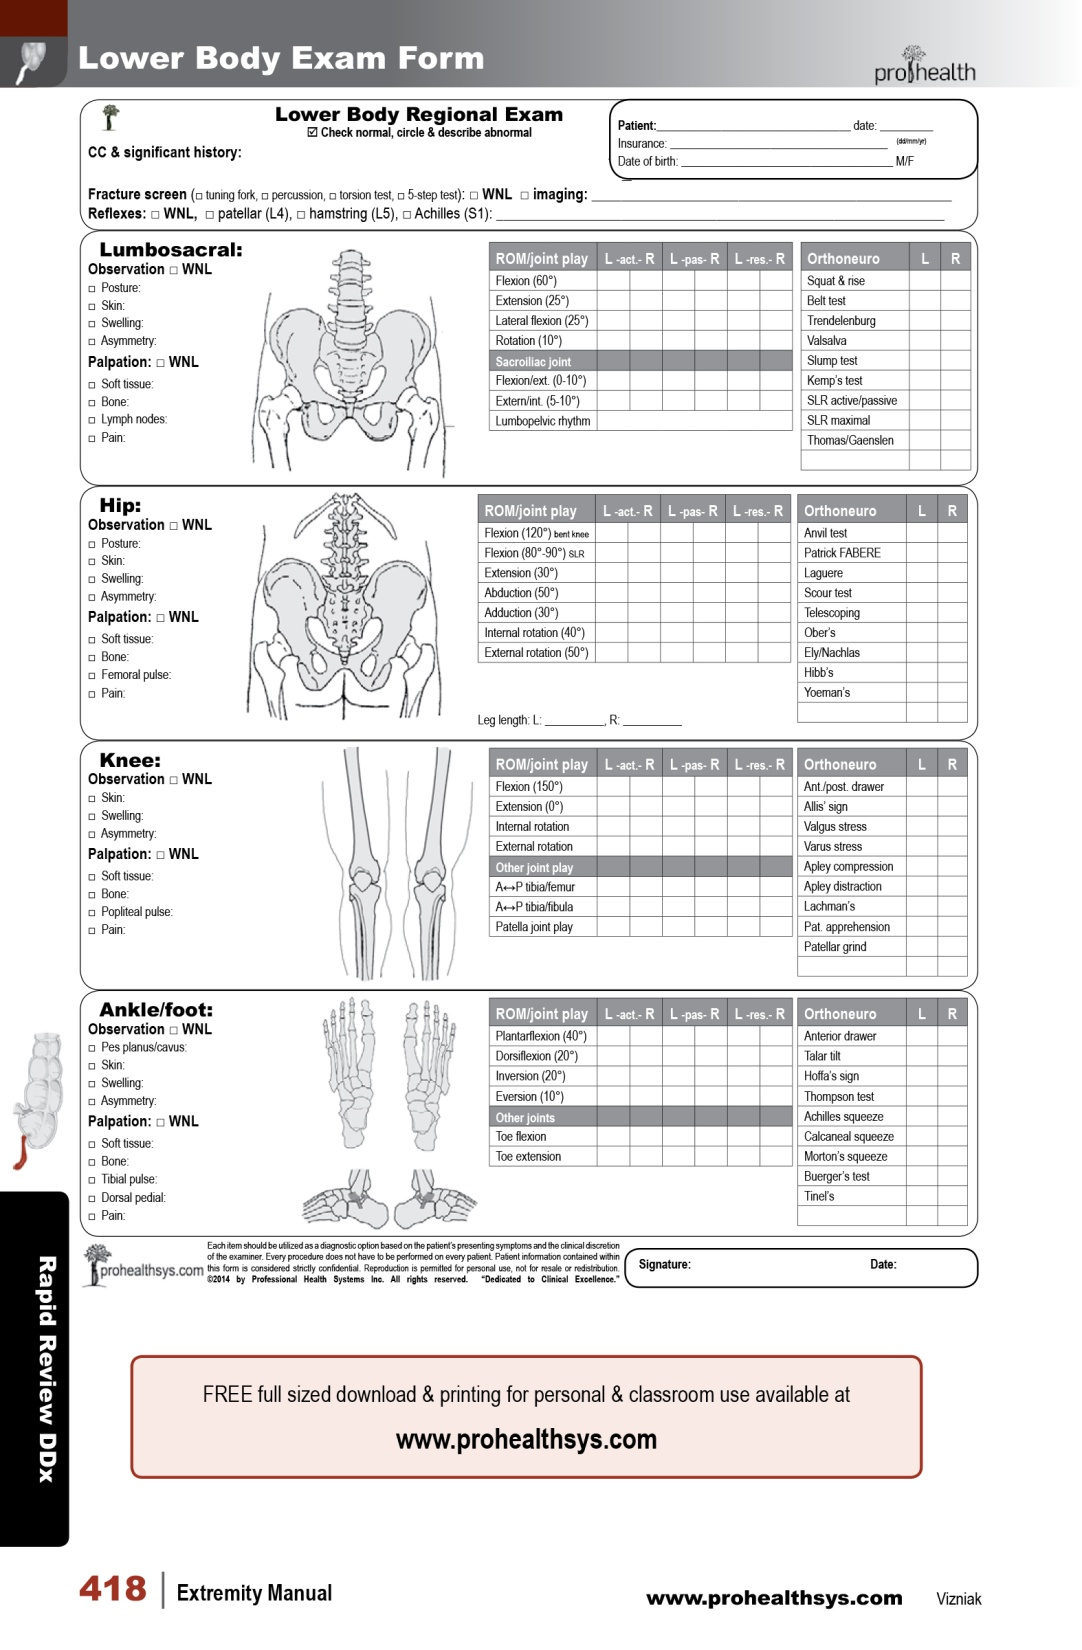 Lower Body Exam Form
prohealth
Lower Body Regional Exam
☑ Check normal, circle & describe abnormal
Patient:______ date: ______
(dd/mm/yr)
Insurance: ______
Date of birth: ______ M/F
CC & significant history:
Fracture screen (□ tuning fork, □ percussion, □ torsion test, □ 5-step test): □ WNL □ imaging: ______
Reflexes: □ WNL, □ patellar (L4), □ hamstring (L5), □ Achilles (S1): ______
Lumbosacral:
Observation □ WNL
□ Posture:
□ Skin:
□ Swelling:
□ Asymmetry:
Palpation: □ WNL
□ Soft tissue:
□ Bone:
□ Lymph nodes:
□ Pain:
ROM/joint play L -act.- R L -pas- R L -res.- R
Flexion (60°)
Extension (25°)
Lateral flexion (25°)
Rotation (10°)
Sacroiliac joint
Flexion/ext. (0-10°)
Extern/int. (5-10°)
Lumbopelvic rhythm
Orthoneuro L R
Squat & rise
Belt test
Trendelenburg
Valsalva
Slump test
Kemp's test
SLR active/passive
SLR maximal
Thomas/Gaenslen
Hip:
Observation □ WNL
□ Posture:
□ Skin:
□ Swelling:
□ Asymmetry:
Palpation: □ WNL
□ Soft tissue:
□ Bone:
□ Femoral pulse:
□ Pain:
ROM/joint play L -act.- R L -pas- R L -res.- R
Flexion (120°) bent knee
Flexion (80°-90°) SLR
Extension (30°)
Abduction (50°)
Adduction (30°)
Internal rotation (40°)
External rotation (50°)
Leg length: L: ______, R: ______
Orthoneuro L R
Anvil test
Patrick FABERE
Laguere
Scour test
Telescoping
Ober's
Ely/Nachlas
Hibb's
Yoeman's
Knee:
Observation □ WNL
□ Skin:
□ Swelling:
□ Asymmetry:
Palpation: □ WNL
□ Soft tissue:
□ Bone:
□ Popliteal pulse:
□ Pain:
ROM/joint play L -act.- R L -pas- R L -res.- R
Flexion (150°)
Extension (0°)
Internal rotation
External rotation
Other joint play
A↔P tibia/femur
A↔P tibia/fibula
Patella joint play
Orthoneuro L R
Ant./post. drawer
Allis' sign
Valgus stress
Varus stress
Apley compression
Apley distraction
Lachman's
Pat. apprehension
Patellar grind
Ankle/foot:
Observation □ WNL
□ Pes planus/cavus:
□ Skin:
□ Swelling:
□ Asymmetry:
Palpation: □ WNL
□ Soft tissue:
□ Bone:
□ Tibial pulse:
□ Dorsal pedial:
□ Pain:
ROM/joint play L -act.- R L -pas- R L -res.- R
Plantarflexion (40°)
Dorsiflexion (20°)
Inversion (20°)
Eversion (10°)
Other joints
Toe flexion
Toe extension
Orthoneuro L R
Anterior drawer
Talar tilt
Hoffa's sign
Thompson test
Achilles squeeze
Calcaneal squeeze
Morton's squeeze
Buerger's test
Tinel's
prohealthsys.com
Each item should be utilized as a diagnostic option based on the patient's presenting symptoms and the clinical discretion
of the examiner. Every procedure does not have to be performed on every patient. Patient information contained within
this form is considered strictly confidential. Reproduction is permitted for personal use, not for resale or redistribution.
©2014 by Professional Health Systems Inc. All rights reserved. "Dedicated to Clinical Excellence."
Signature: Date:
Rapid Review DDx
FREE full sized download & printing for personal & classroom use available at
www.prohealthsys.com
418 | Extremity Manual
www.prohealthsys.com Vizniak